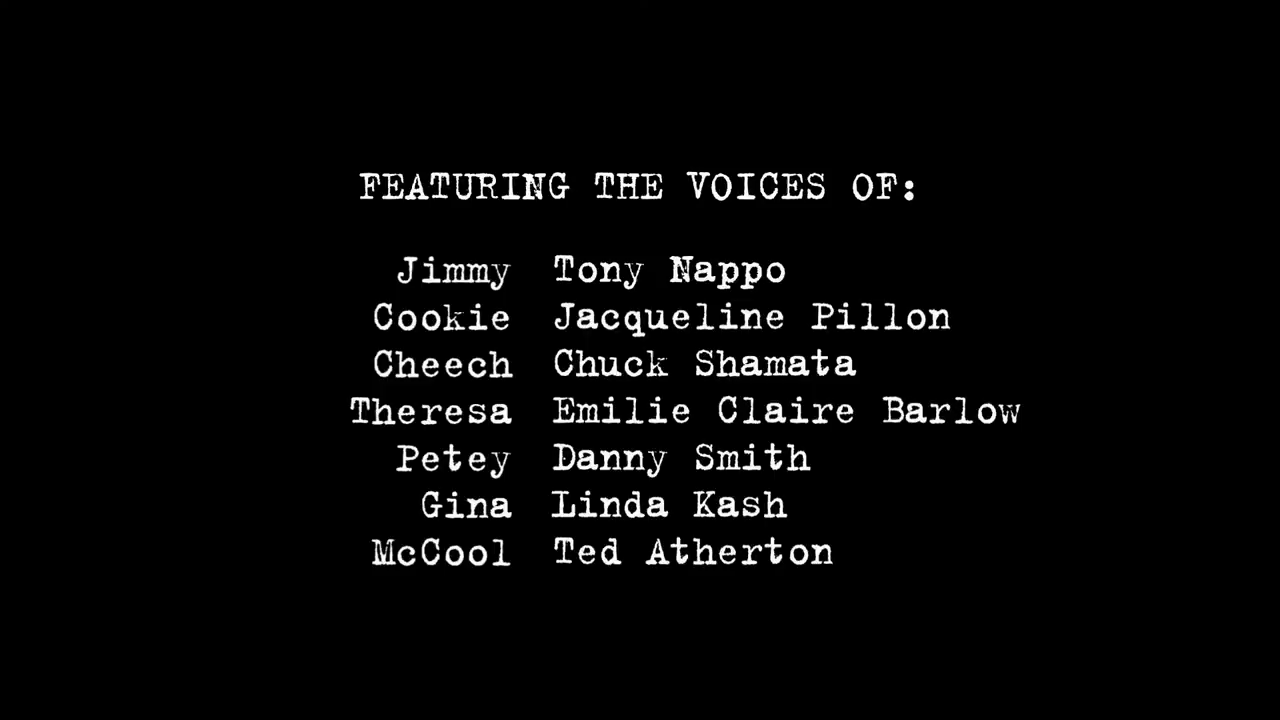 FEATURING THE VOICES OF:
Jimmy Tony Nappo
Cookie Jacqueline Pillon
Cheech Chuck Shamata
Theresa Emilie Claire Barlow
Petey Danny Smith
Gina Linda Kash
McCool Ted Atherton